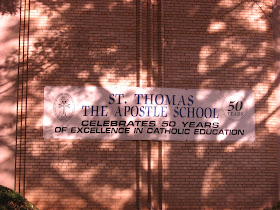 ST. THOMAS
THE APOSTLE SCHOOL
50
YEARS
CELEBRATES 50 YEARS
OF EXCELLENCE IN CATHOLIC EDUCATION